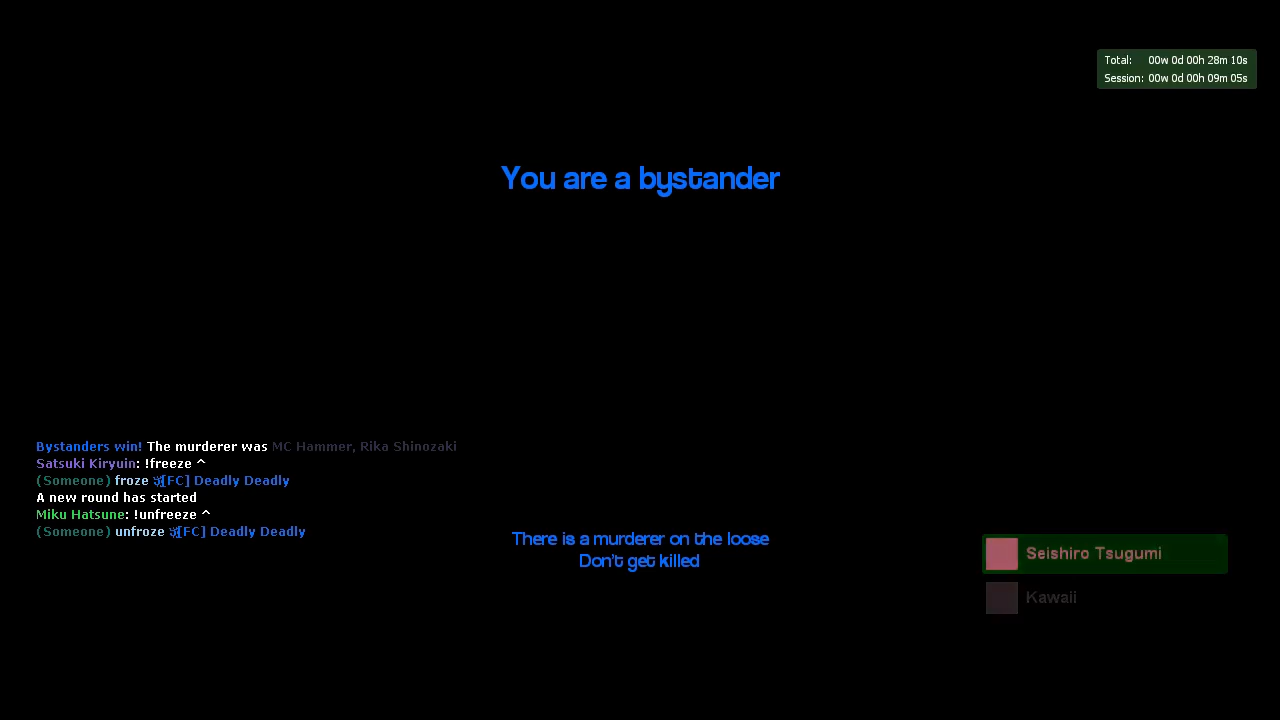 Total: 00w 0d 00h 28m 10s
Session: 00w 0d 00h 09m 05s
You are a bystander
Bystanders win! The murderer was MC Hammer, Rika Shinozaki
Satsuki Kiryuin: !freeze ^
(Someone) froze [FC] Deadly Deadly
A new round has started
Miku Hatsune: !unfreeze ^
(Someone) unfroze [FC] Deadly Deadly
There is a murderer on the loose
Don't get killed
Seishiro Tsugumi
Kawaii